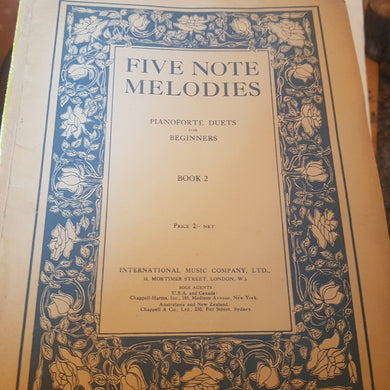 FIVE NOTE
MELODIES
PIANOFORTE DUETS
FOR
BEGINNERS
BOOK 2
PRICE 2/- NET
INTERNATIONAL MUSIC COMPANY, LTD.,
16, MORTIMER STREET, LONDON, W.1.
SOLE AGENTS:
U.S.A. and Canada:
Chappell-Harms, Inc., 185, Madison Avenue, New York.
Australasia and New Zealand:
Chappell & Co., Ltd., 250, Pitt Street, Sydney.